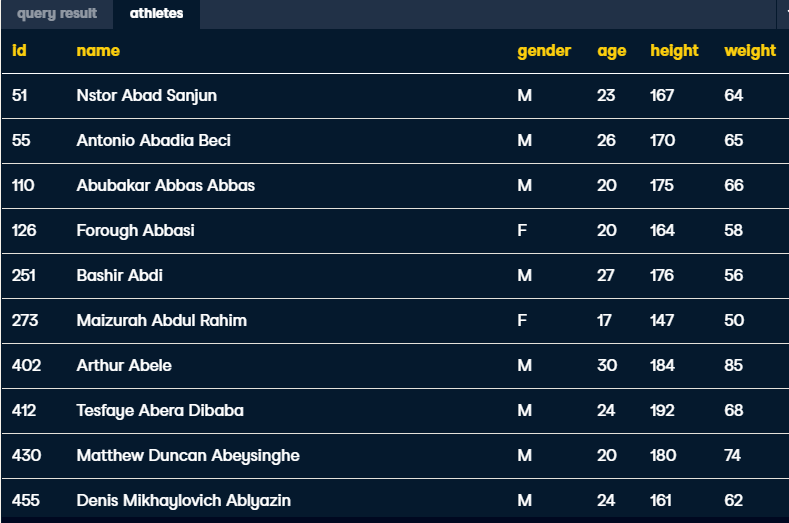 query result athletes
id name gender age height weight
51 Nstor Abad Sanjun M 23 167 64
55 Antonio Abadia Beci M 26 170 65
110 Abubakar Abbas Abbas M 20 175 66
126 Forough Abbasi F 20 164 58
251 Bashir Abdi M 27 176 56
273 Maizurah Abdul Rahim F 17 147 50
402 Arthur Abele M 30 184 85
412 Tesfaye Abera Dibaba M 24 192 68
430 Matthew Duncan Abeysinghe M 20 180 74
455 Denis Mikhaylovich Ablyazin M 24 161 62